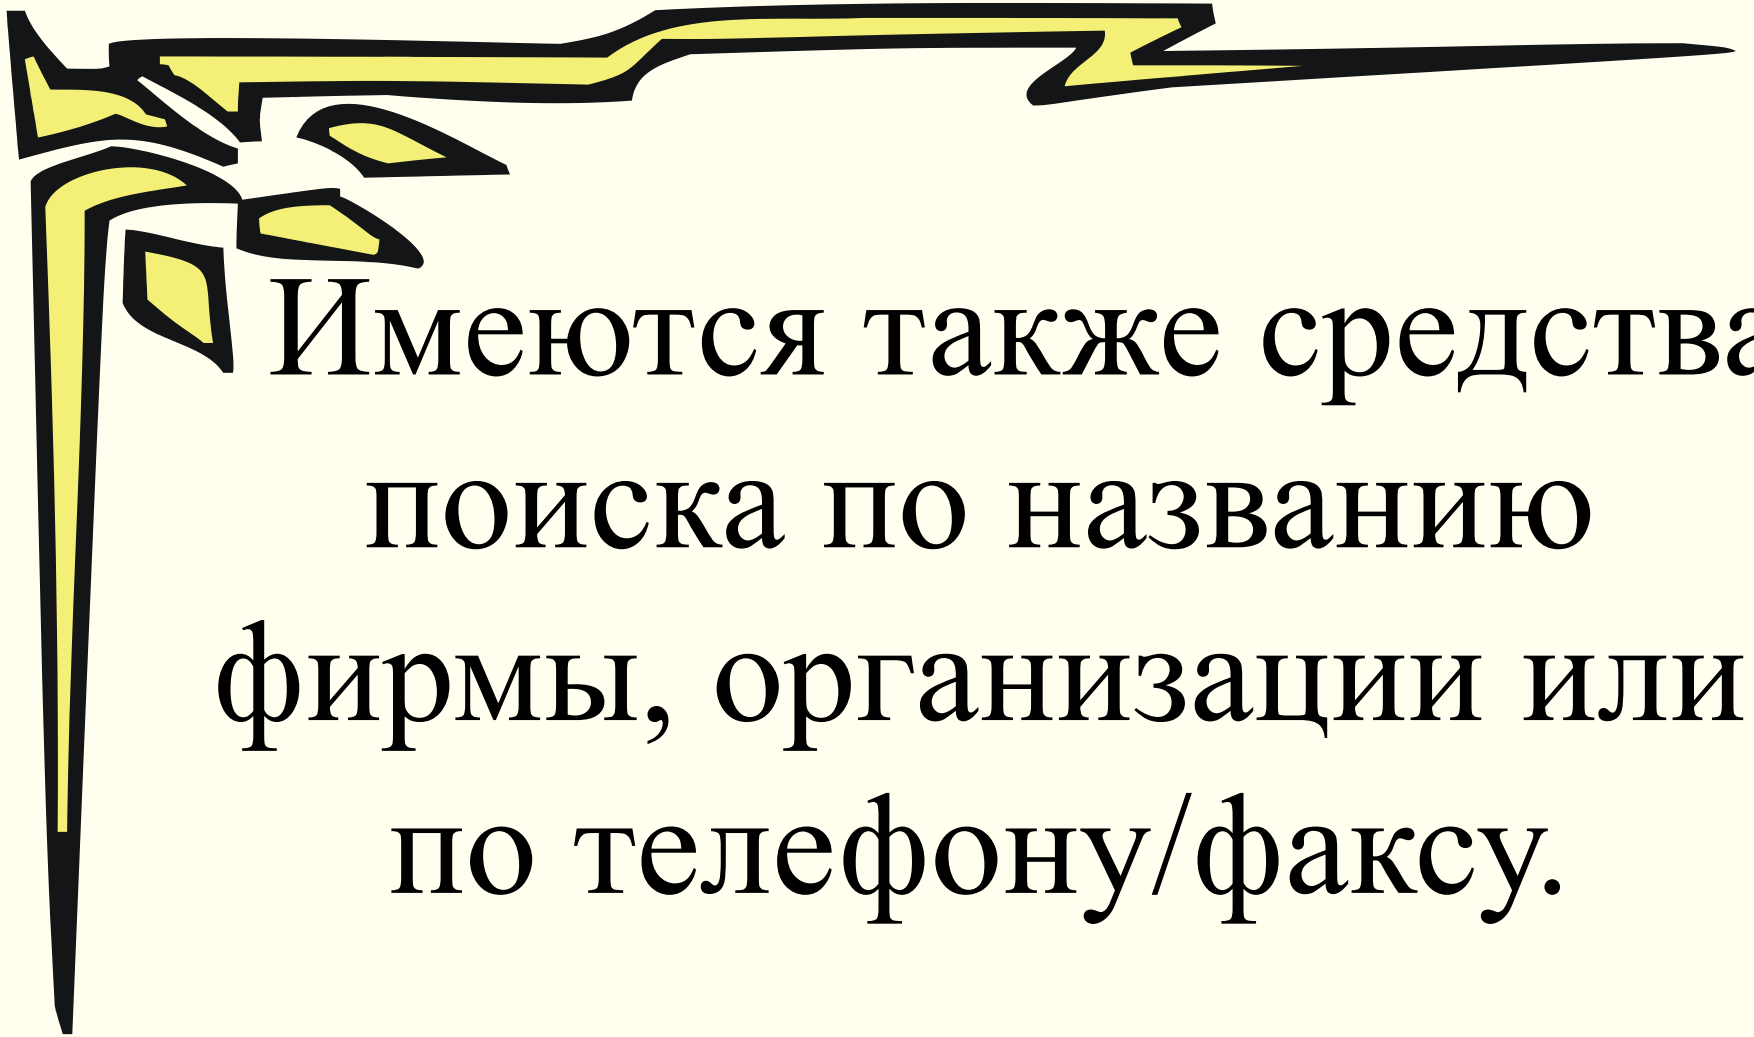 Имеются также средства
поиска по названию
фирмы, организации или
по телефону/факсу.